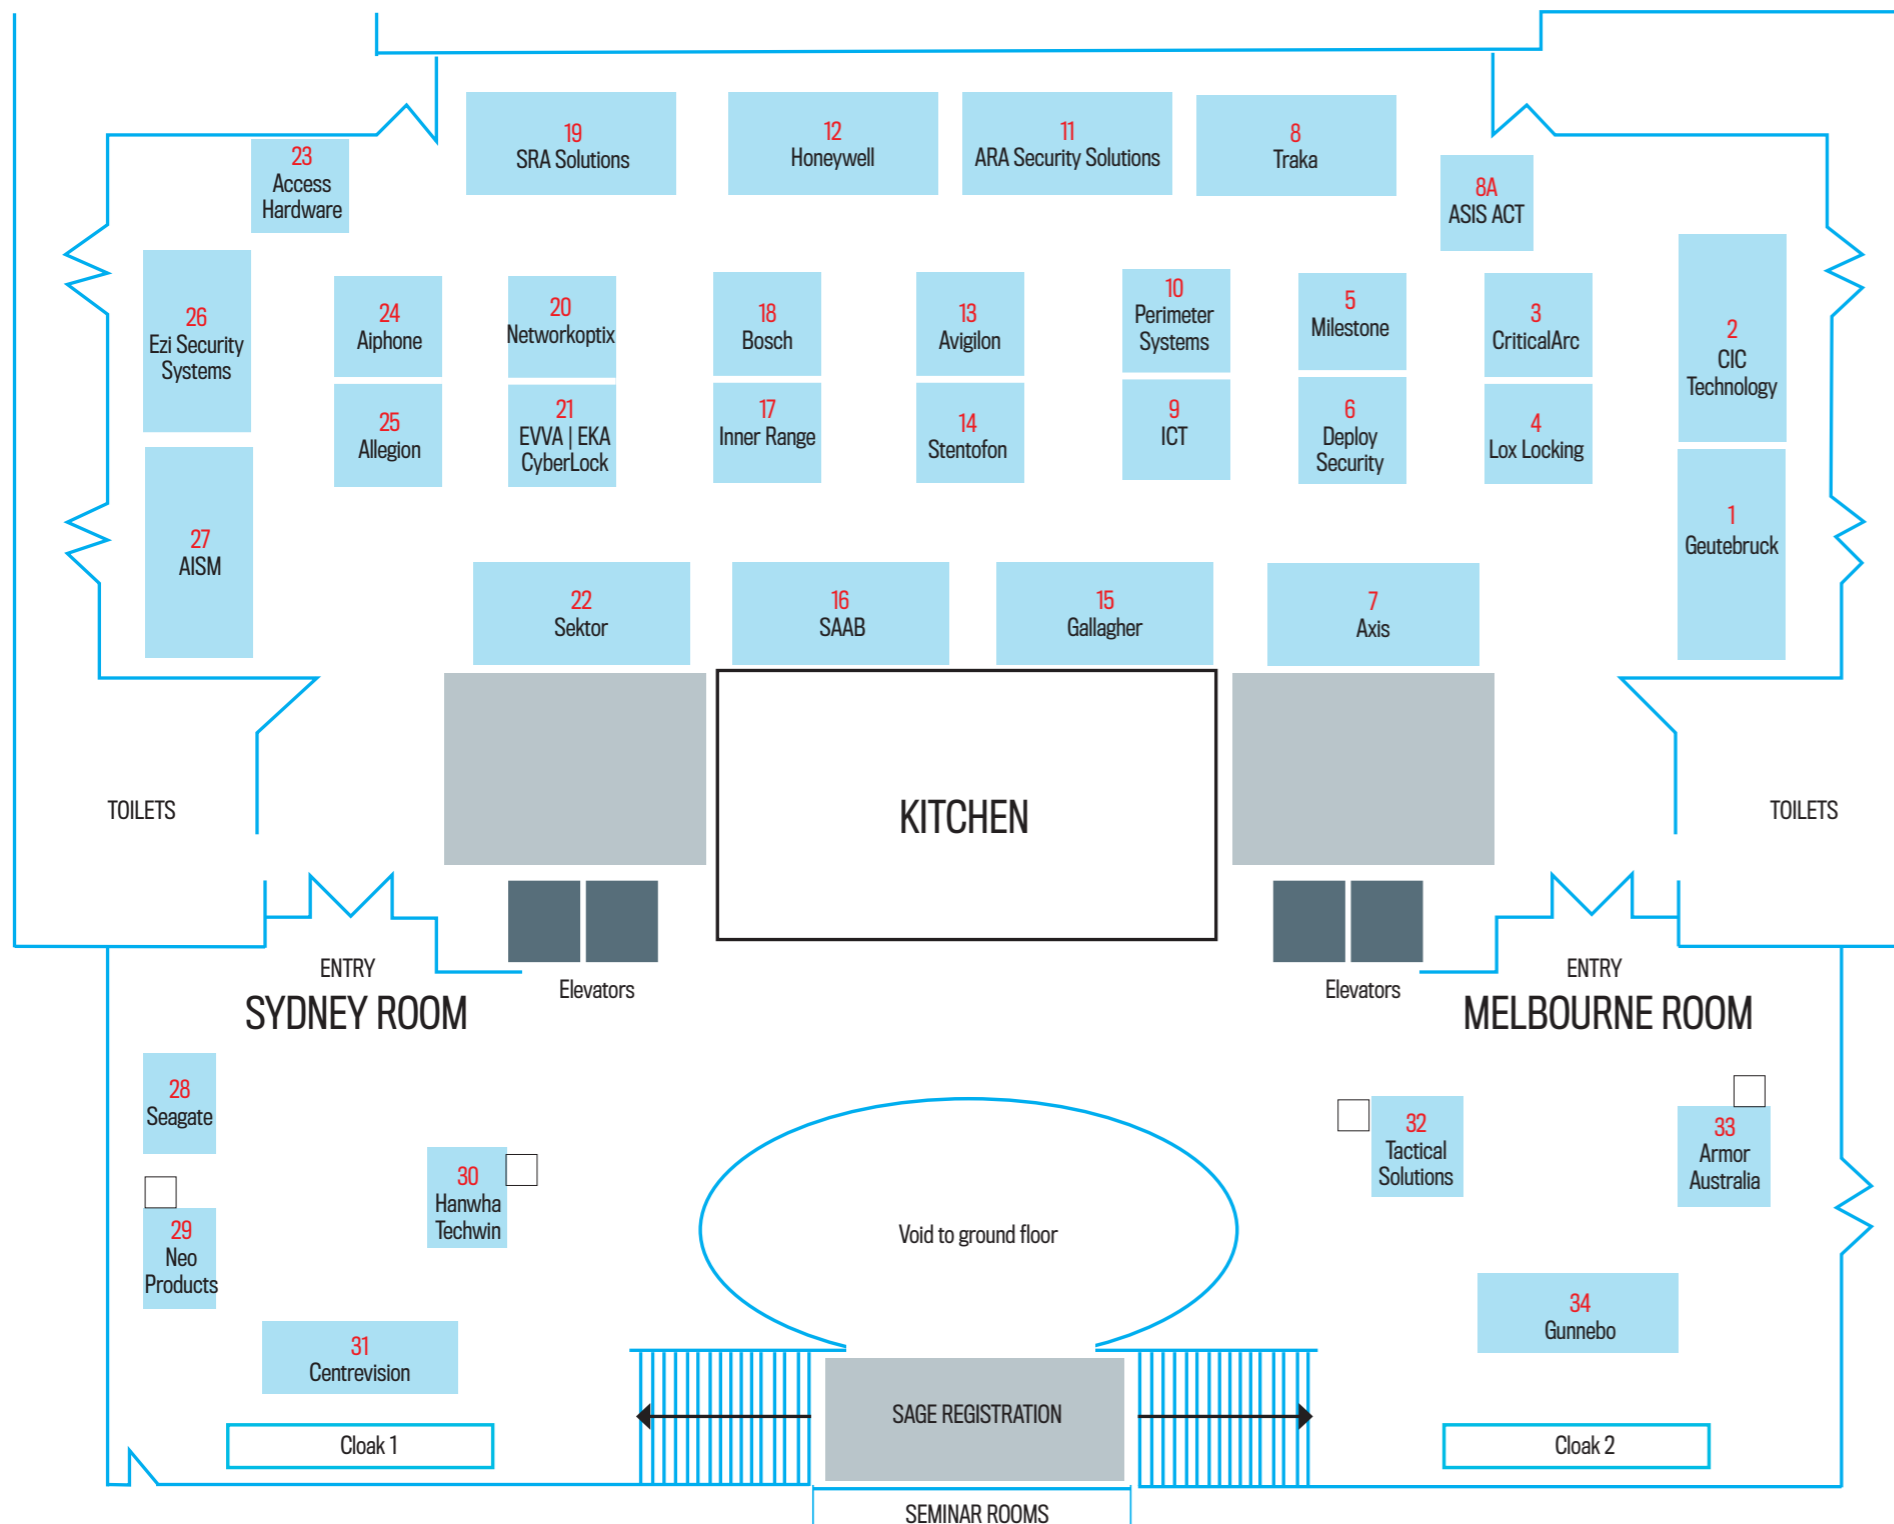 19
SRA Solutions
12
Honeywell
11
ARA Security Solutions
8
Traka
23
Access
Hardware
8A
ASIS ACT
26
Ezi Security
Systems
24
Aiphone
20
Networkoptix
18
Bosch
13
Avigilon
10
Perimeter
Systems
5
Milestone
3
CriticalArc
2
CIC
Technology
25
Allegion
21
EVVA | EKA
CyberLock
17
Inner Range
14
Stentofon
9
ICT
6
Deploy
Security
4
Lox Locking
27
AISM
1
Geutebruck
22
Sektor
16
SAAB
15
Gallagher
7
Axis
TOILETS
KITCHEN
TOILETS
ENTRY
SYDNEY ROOM
Elevators
Elevators
ENTRY
MELBOURNE ROOM
28
Seagate
30
Hanwha
Techwin
29
Neo
Products
32
Tactical
Solutions
33
Armor
Australia
Void to ground floor
31
Centrevision
34
Gunnebo
Cloak 1
SAGE REGISTRATION
Cloak 2
SEMINAR ROOMS